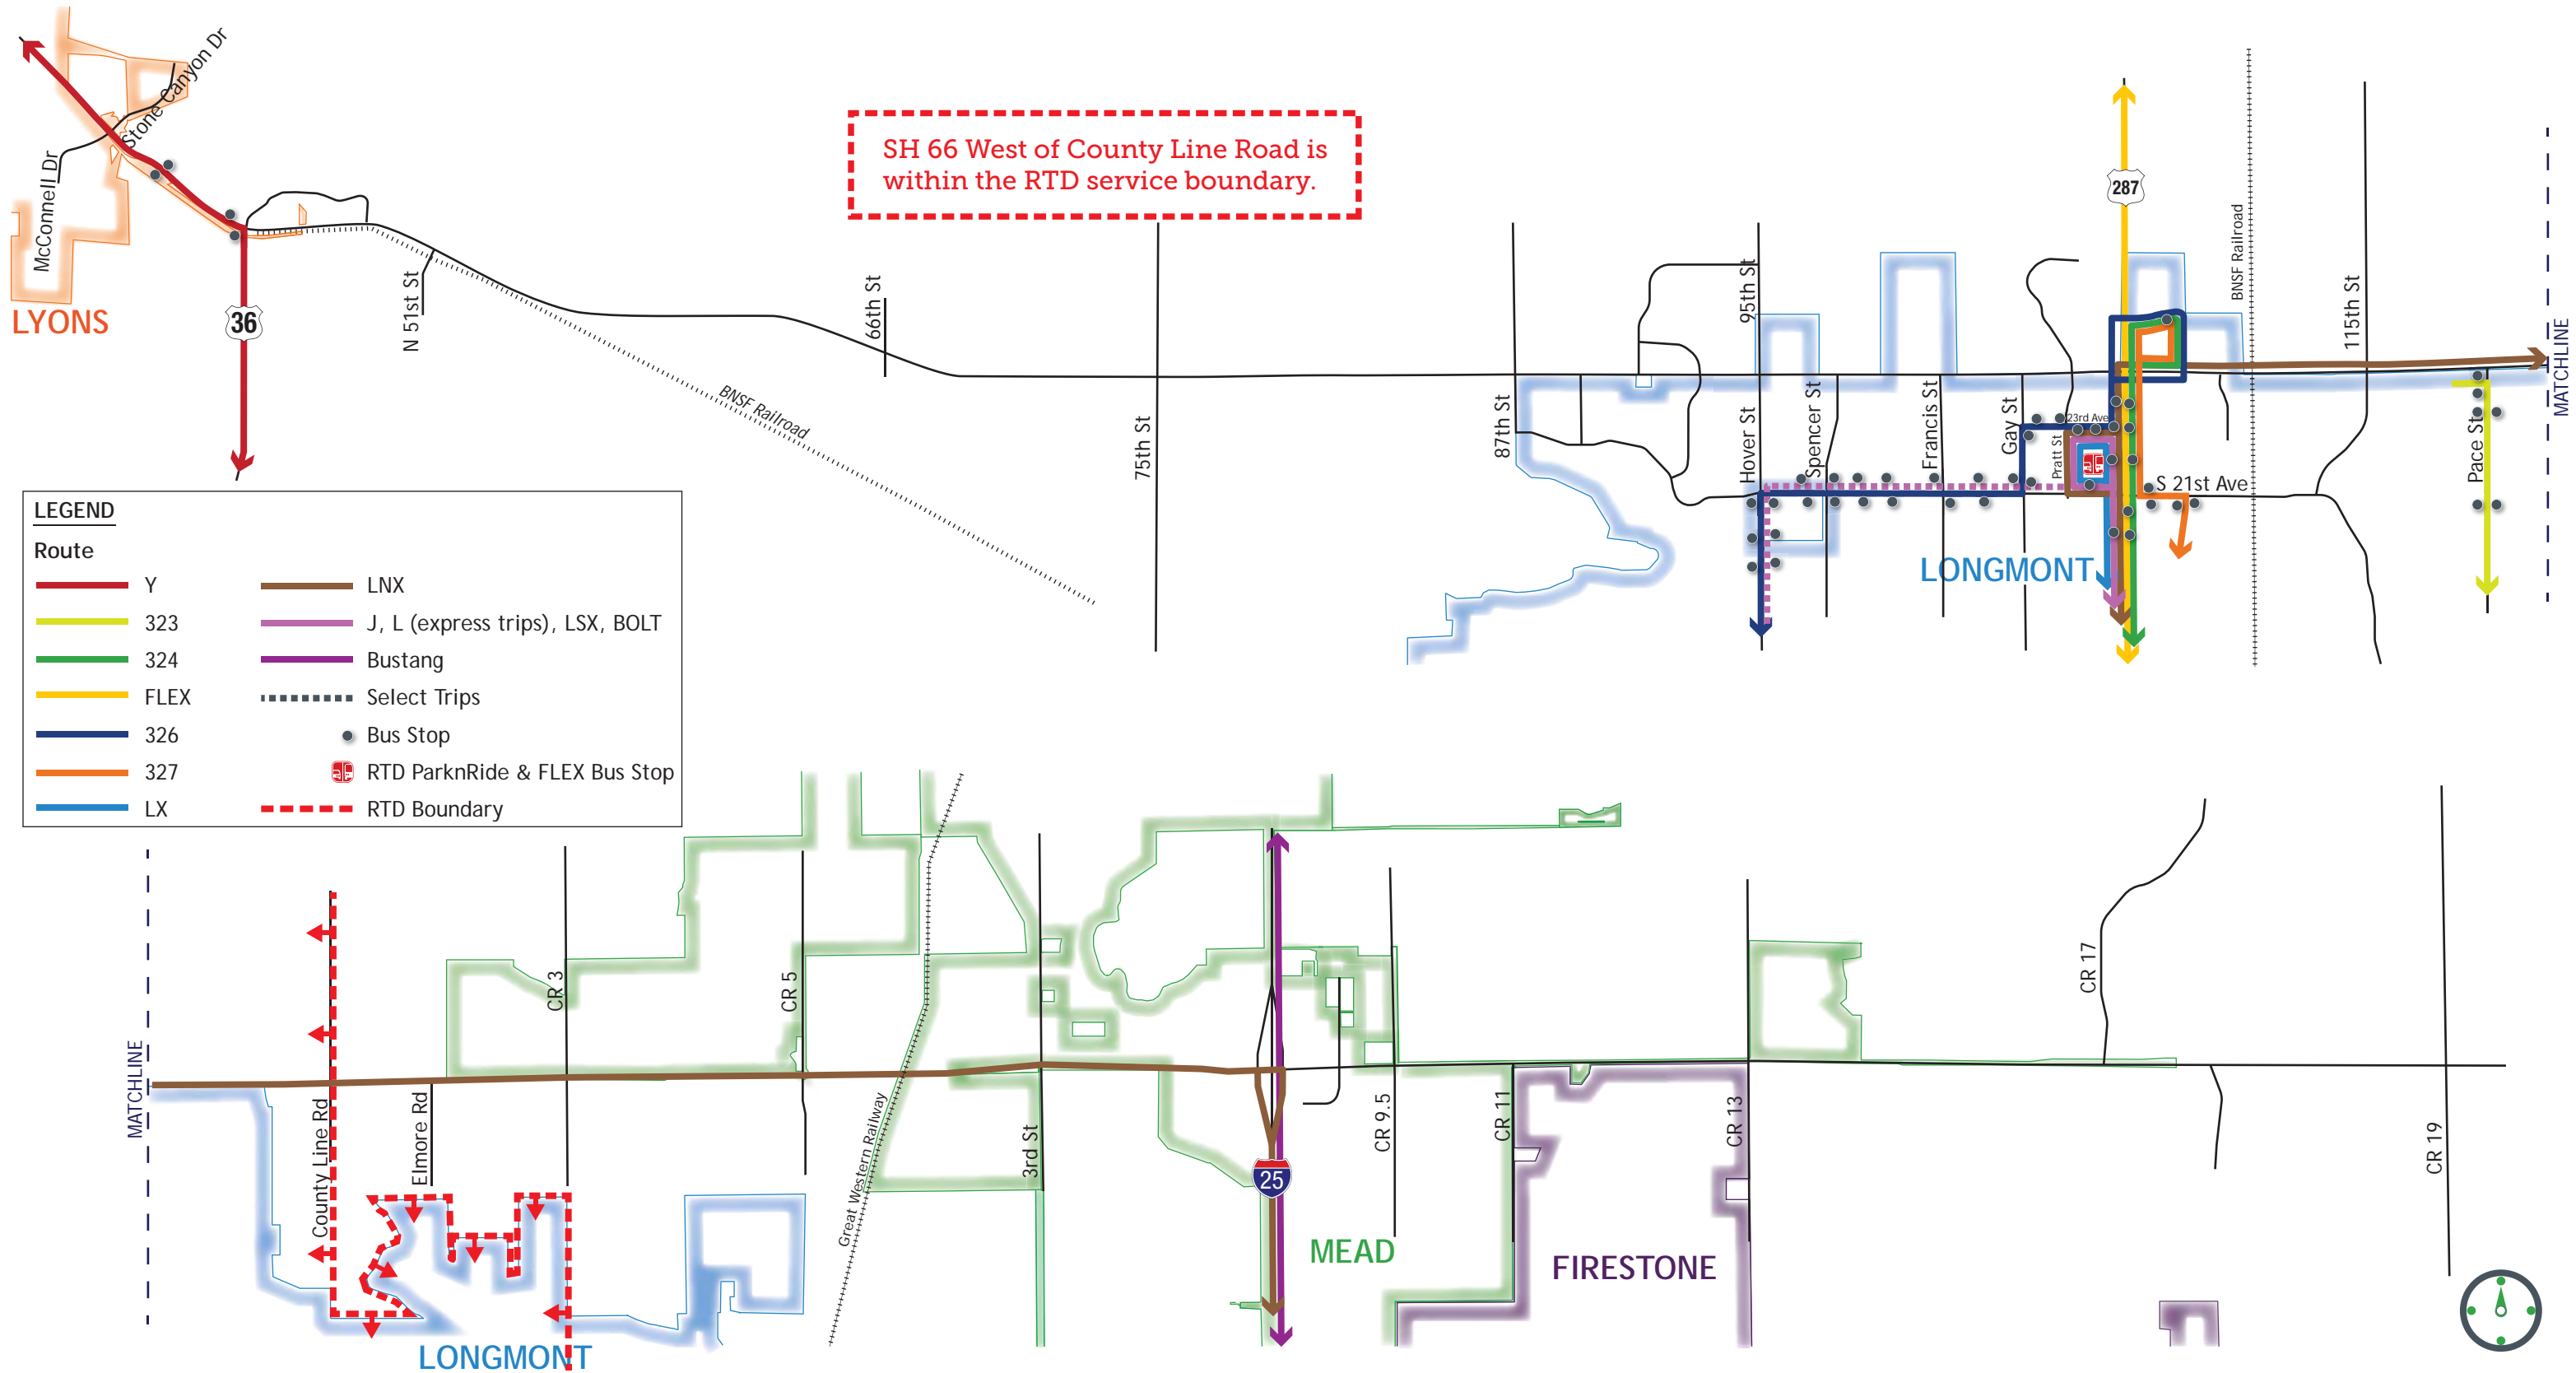 Stone Canyon Dr
McConnell Dr
LYONS
36
N 51st St
SH 66 West of County Line Road is
within the RTD service boundary.
66th St
BNSF Railroad
75th St
87th St
95th St
Hover St
Spencer St
Francis St
Gay St
Pratt St
23rd Ave
287
BNSF Railroad
115th St
S 21st Ave
Pace St
LONGMONT
MATCHLINE
LEGEND
Route
Y
323
324
FLEX
326
327
LX
LNX
J, L (express trips), LSX, BOLT
Bustang
Select Trips
Bus Stop
RTD ParknRide & FLEX Bus Stop
RTD Boundary
MATCHLINE
County Line Rd
Elmore Rd
CR 3
CR 5
Great Western Railway
3rd St
25
CR 9.5
CR 11
CR 13
CR 17
CR 19
MEAD
FIRESTONE
LONGMONT